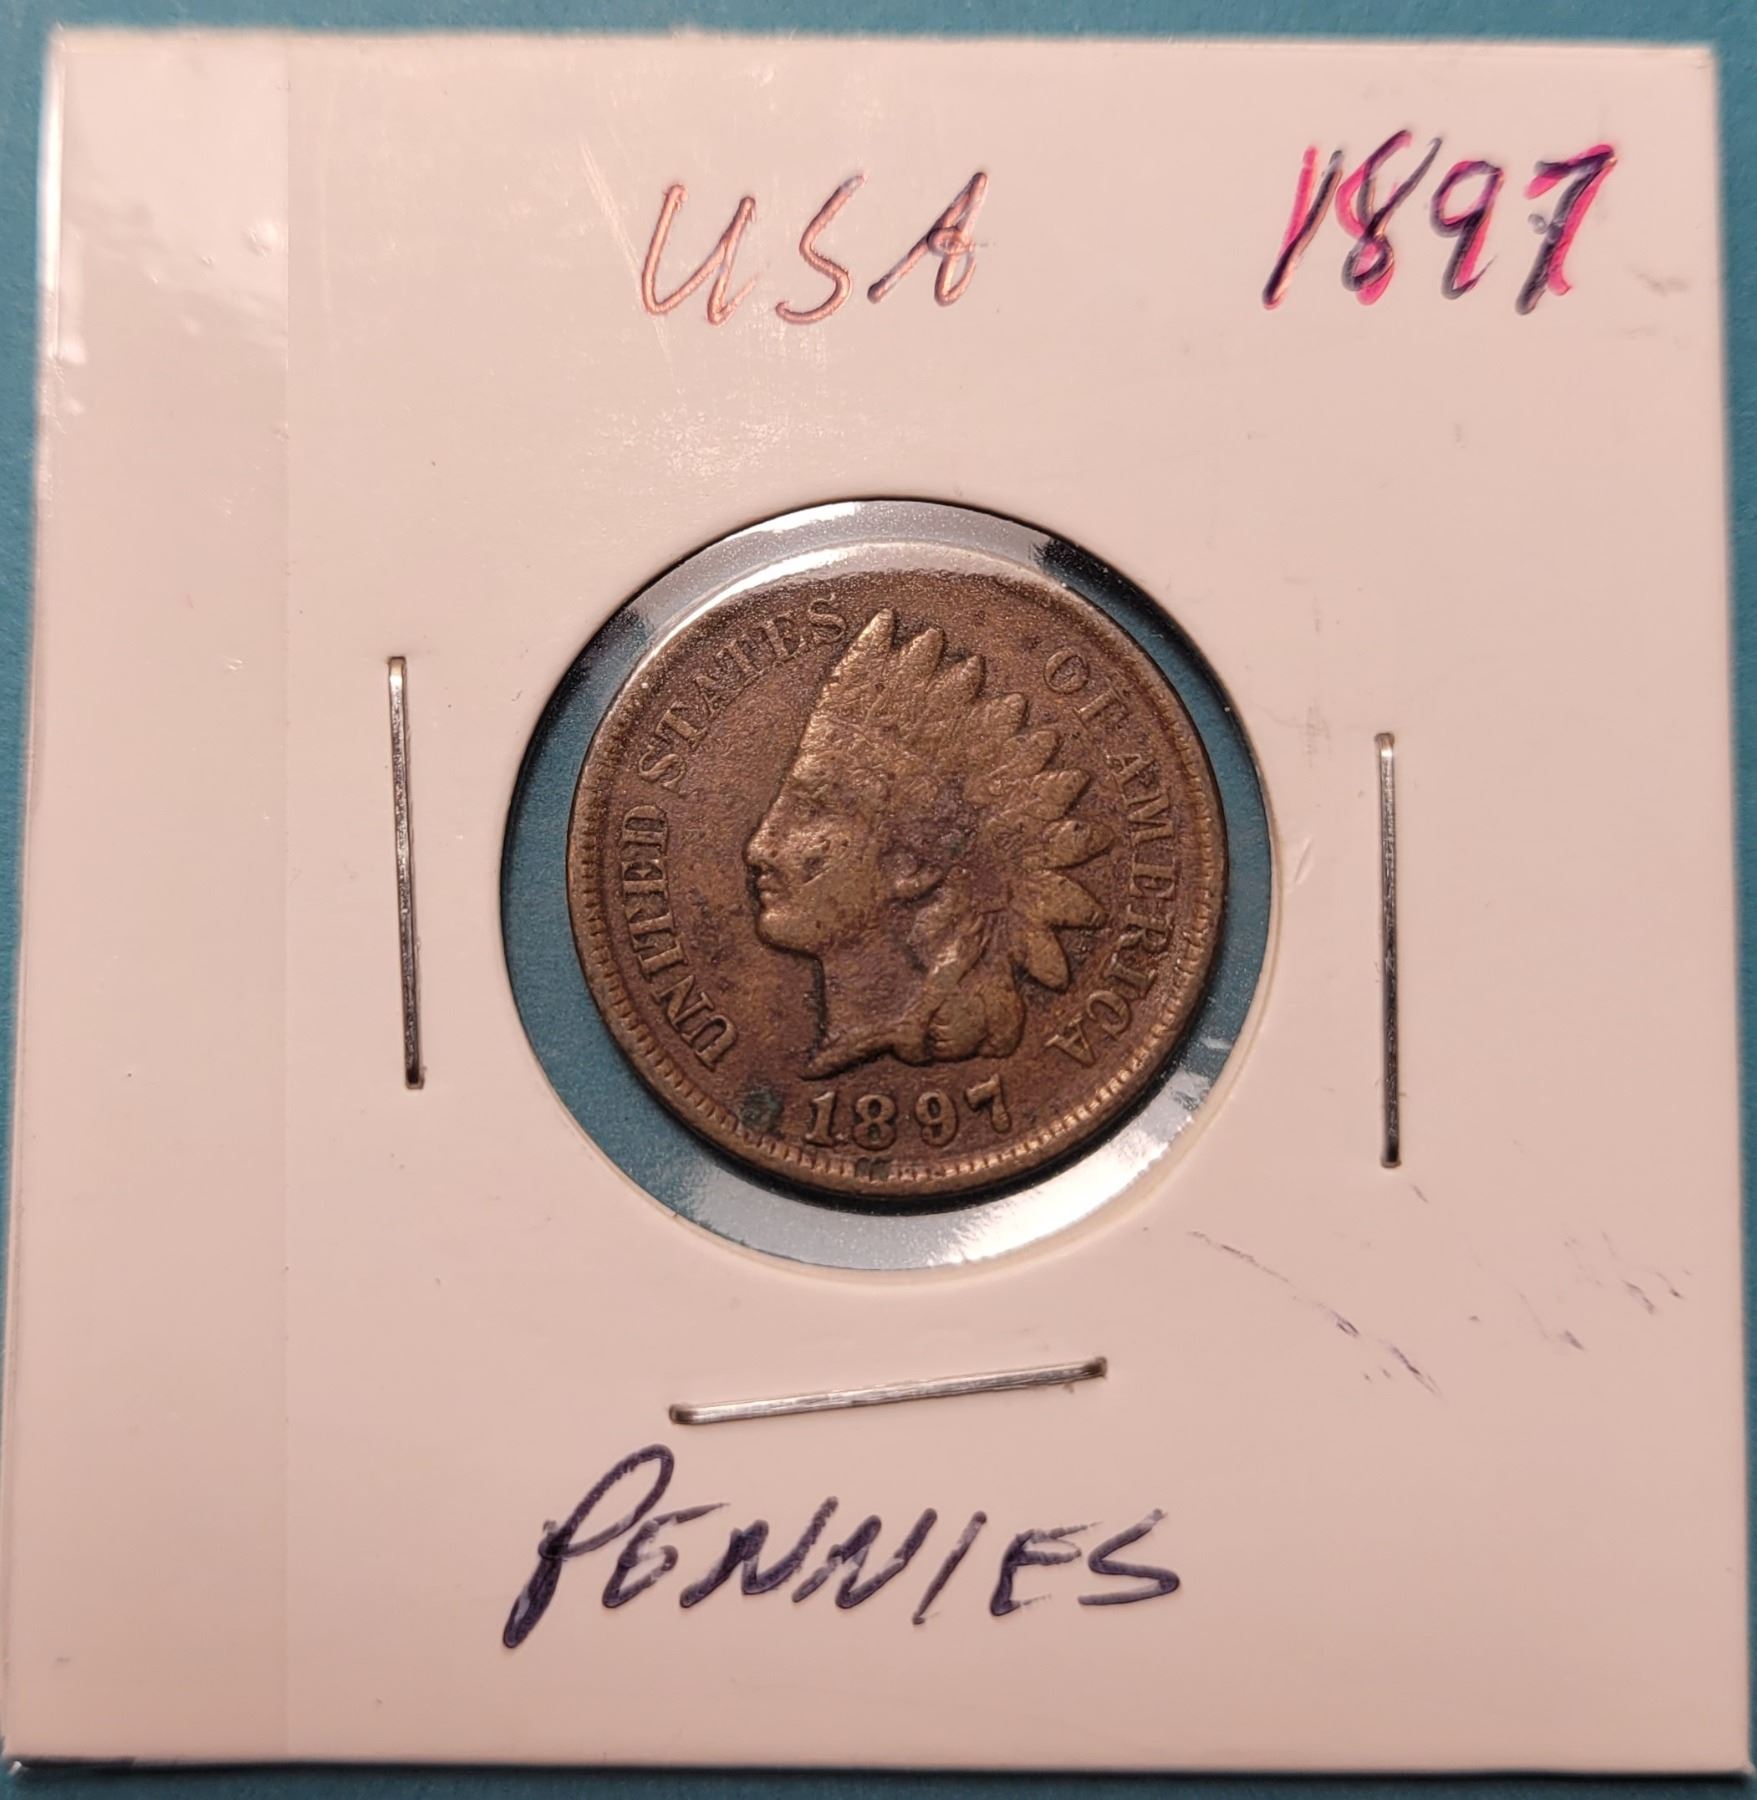 USA 1897
UNITED STATES OF AMERICA
1897
PENNIES